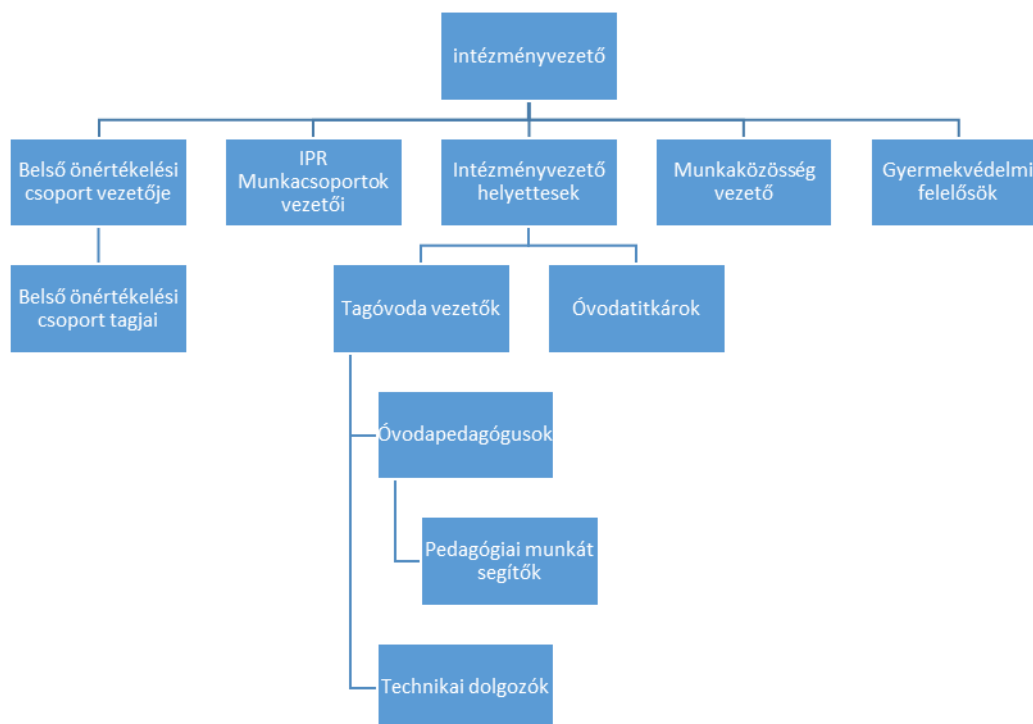 intézményvezető
Belső önértékelési
csoport vezetője
IPR
Munkacsoportok
vezetői
Intézményvezető
helyettesek
Munkaközösség
vezető
Gyermekvédelmi
felelősök
Belső önértékelési
csoport tagjai
Tagóvoda vezetők
Óvodatitkárok
Óvodapedagógusok
Pedagógiai munkát
segítők
Technikai dolgozók